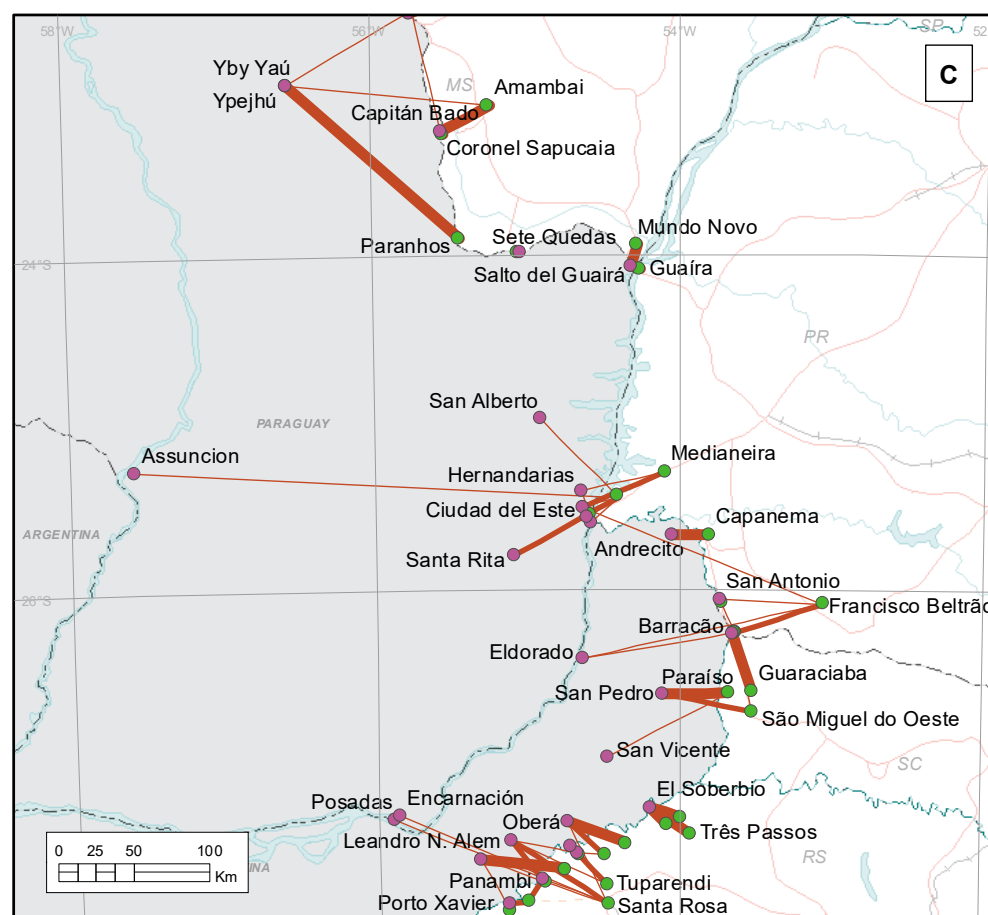 58°W
56°W
54°W
52
SP
C
Yby Yaú
Ypejhú
MS
Amambai
Capitán Bado
Coronel Sapucaia
Paranhos
Sete Quedas
Mundo Novo
Salto del Guairá
Guaíra
24°S
PR
San Alberto
PARAGUAY
Assuncion
Hernandarias
Medianeira
Ciudad del Este
Capanema
ARGENTINA
Andrecito
Santa Rita
San Antonio
26°S
Francisco Beltrão
Barracão
Eldorado
Paraíso
Guaraciaba
San Pedro
São Miguel do Oeste
San Vicente
SC
El Soberbio
Posadas
Encarnación
Oberá
Três Passos
Leandro N. Alem
0 25 50 100
Km
RS
Panambi
Tuparendi
Porto Xavier
Santa Rosa